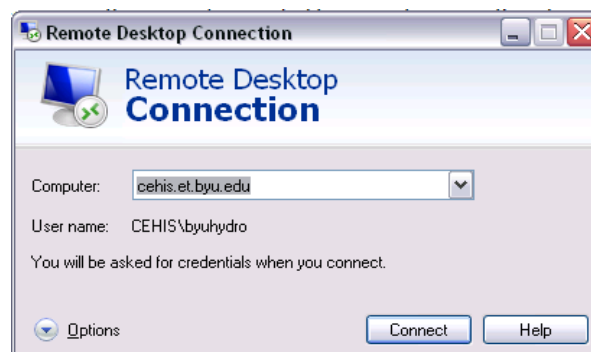 Remote Desktop Connection
Remote Desktop
Connection
Computer: cehis.et.byu.edu
User name: CEHIS\byuhydro
You will be asked for credentials when you connect.
Options Connect Help